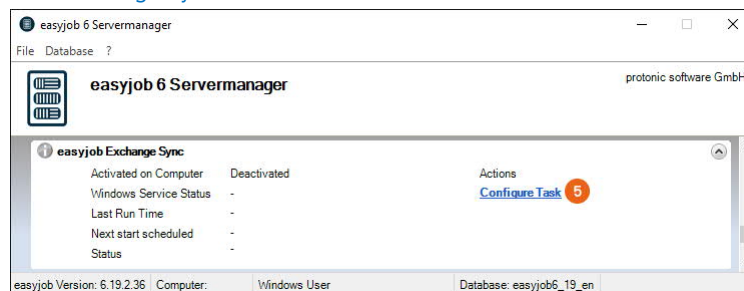 easyjob 6 Servermanager
File Database ?
easyjob 6 Servermanager
protonic software GmbH
easyjob Exchange Sync
Activated on Computer Deactivated Actions
Windows Service Status - Configure Task 5
Last Run Time -
Next start scheduled -
Status -
easyjob Version: 6.19.2.36 Computer: Windows User Database: easyjob6_19_en